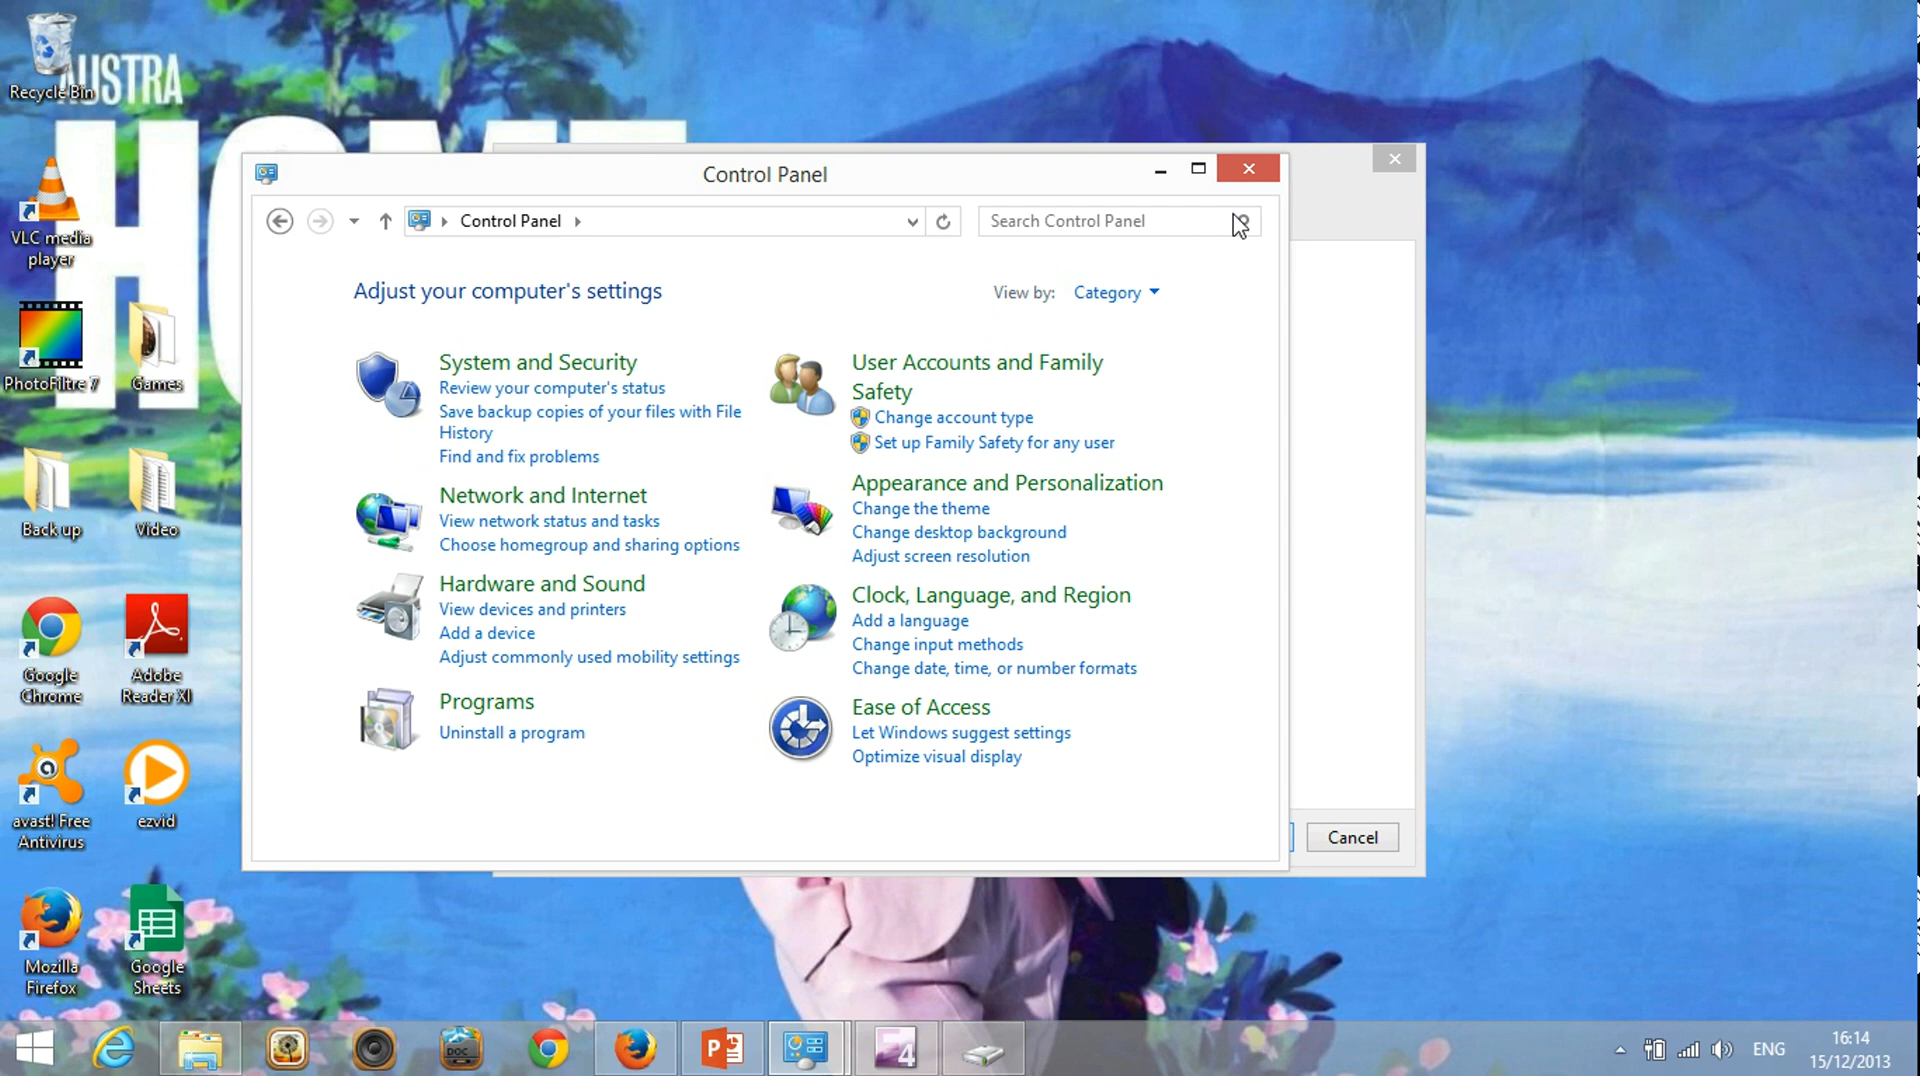 AUSTRA
HOME
Recycle Bin
VLC media
player
PhotoFiltre 7
Games
Back up
Video
Google
Chrome
Adobe
Reader XI
avast! Free
Antivirus
ezvid
Mozilla
Firefox
Google
Sheets
Control Panel
Control Panel
Search Control Panel
Adjust your computer's settings
View by: Category
System and Security
Review your computer's status
Save backup copies of your files with File
History
Find and fix problems
Network and Internet
View network status and tasks
Choose homegroup and sharing options
Hardware and Sound
View devices and printers
Add a device
Adjust commonly used mobility settings
Programs
Uninstall a program
User Accounts and Family
Safety
Change account type
Set up Family Safety for any user
Appearance and Personalization
Change the theme
Change desktop background
Adjust screen resolution
Clock, Language, and Region
Add a language
Change input methods
Change date, time, or number formats
Ease of Access
Let Windows suggest settings
Optimize visual display
Cancel
DOC
P
4
ENG
16:14
15/12/2013